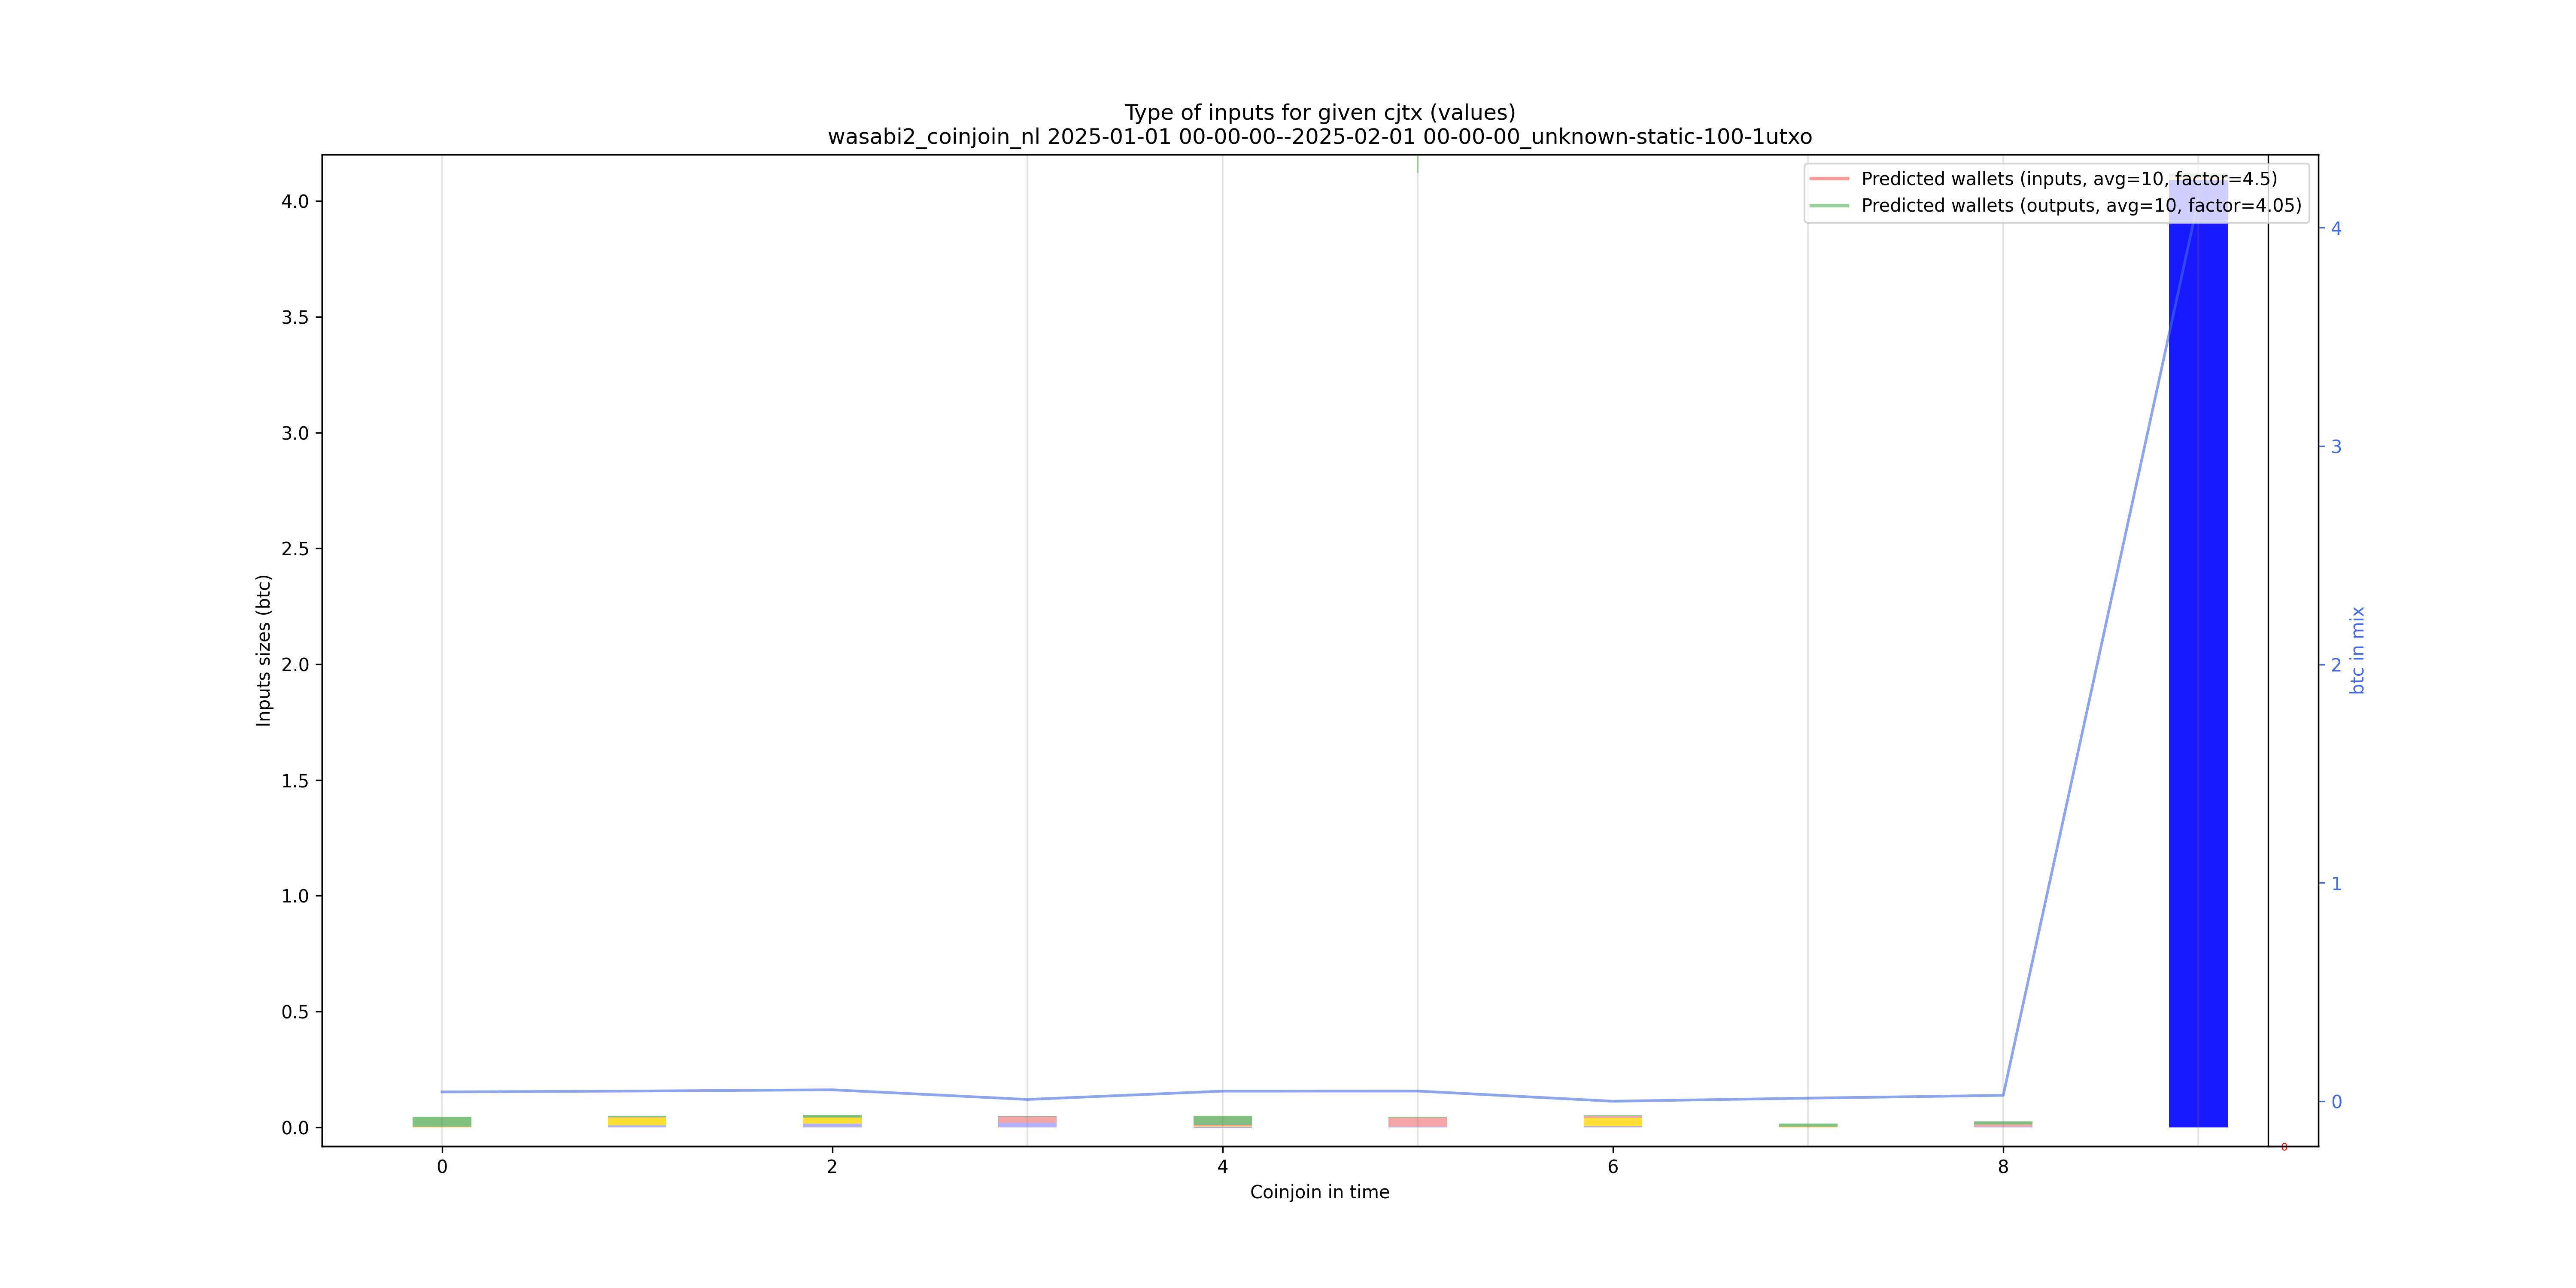 Type of inputs for given cjtx (values)
wasabi2_coinjoin_nl 2025-01-01 00-00-00--2025-02-01 00-00-00_unknown-static-100-1utxo
Predicted wallets (inputs, avg=10, factor=4.5)
Predicted wallets (outputs, avg=10, factor=4.05)
Inputs sizes (btc)
4.0
3.5
3.0
2.5
2.0
1.5
1.0
0.5
0.0
0
2
4
6
8
Coinjoin in time
4
3
2
1
0
btc in mix
0